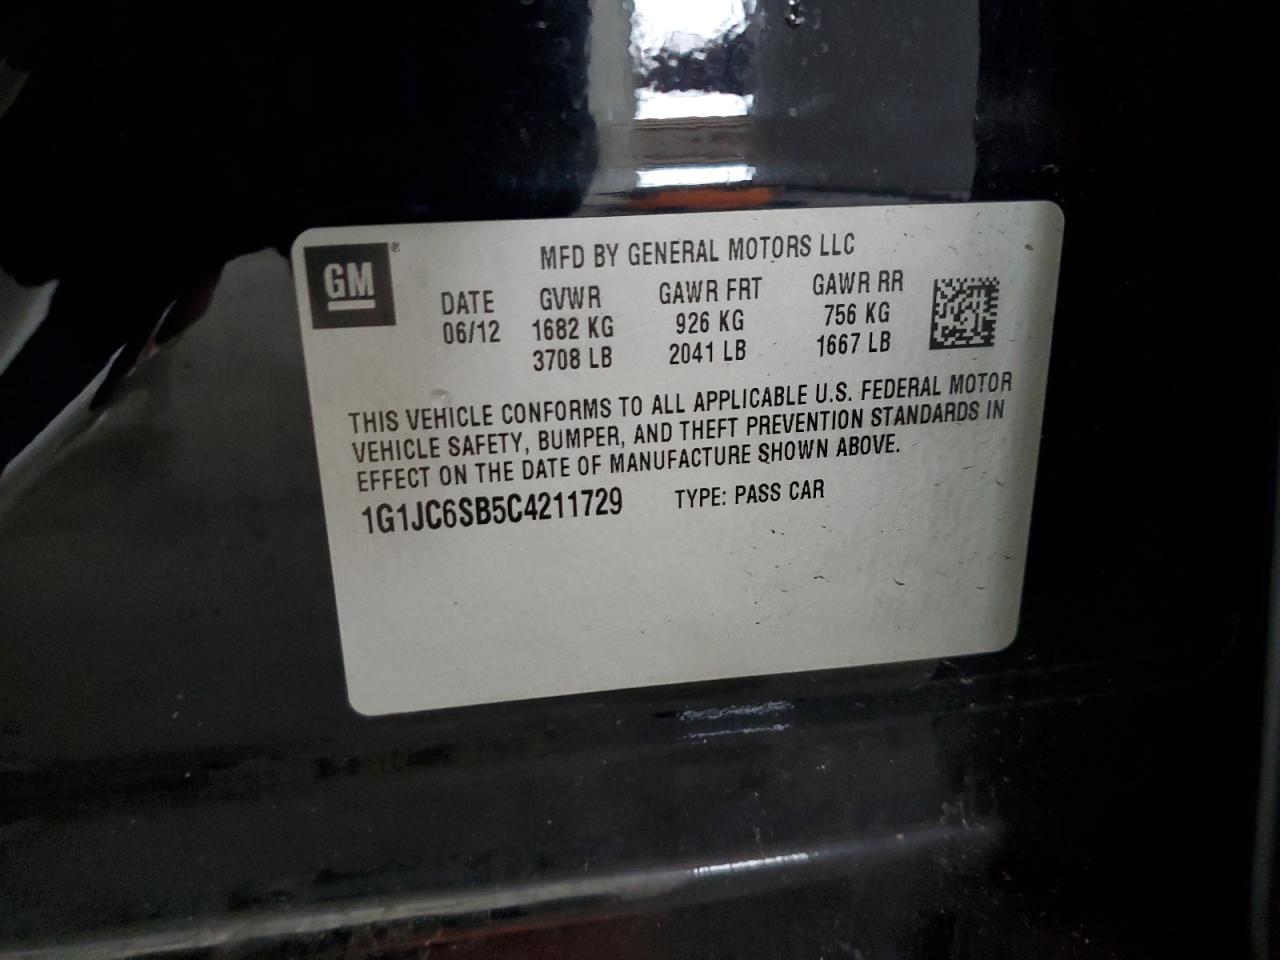 GM ®
MFD BY GENERAL MOTORS LLC
DATE GVWR GAWR FRT GAWR RR
06/12 1682 KG 926 KG 756 KG
3708 LB 2041 LB 1667 LB
THIS VEHICLE CONFORMS TO ALL APPLICABLE U.S. FEDERAL MOTOR
VEHICLE SAFETY, BUMPER, AND THEFT PREVENTION STANDARDS IN
EFFECT ON THE DATE OF MANUFACTURE SHOWN ABOVE.
1G1JC6SB5C4211729 TYPE: PASS CAR